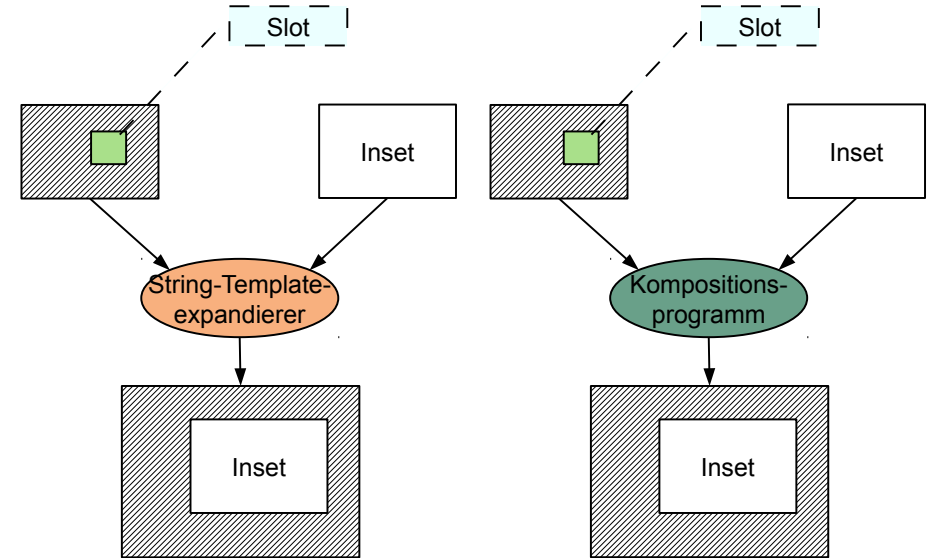 Slot
Slot
Inset
Inset
String-Template-
expandierer
Kompositions-
programm
Inset
Inset